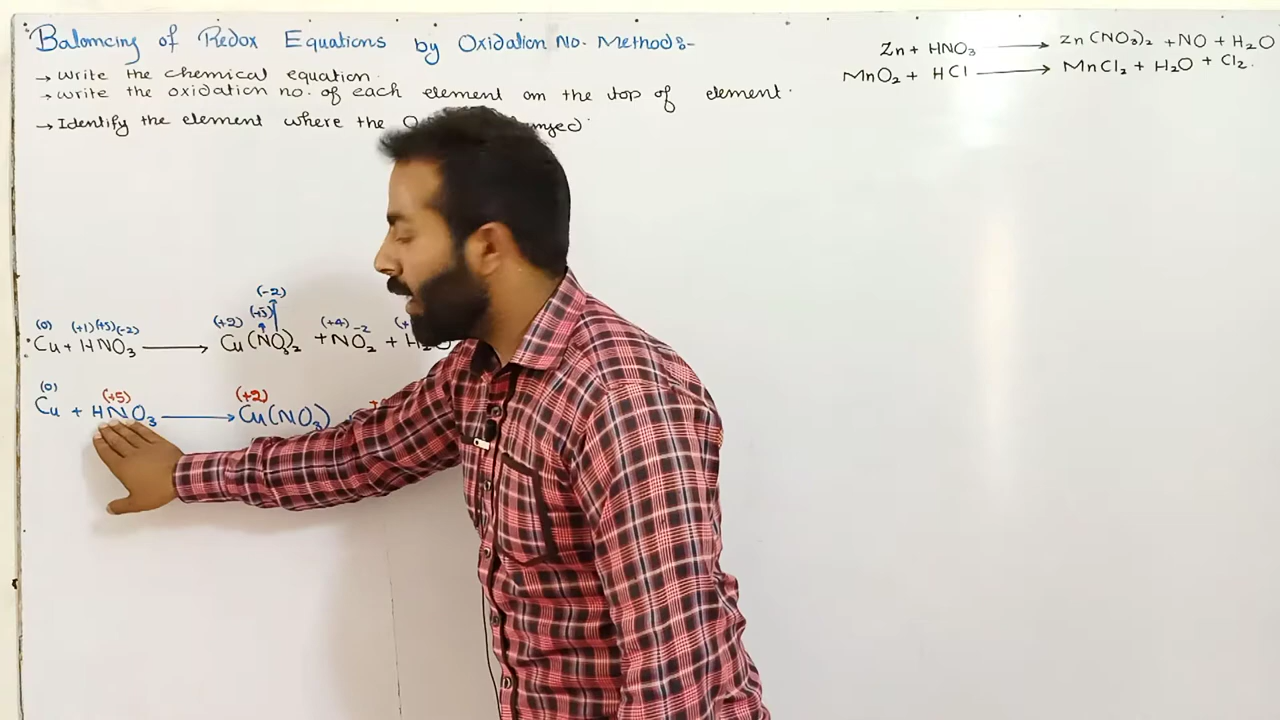 Balancing of Redox Equations by Oxidation No. Method:-
→ Write the chemical equation.
→ Write the oxidation no. of each element on the top of element.
→ Identify the element where the
Zn + HNO₃ → Zn(NO₃)₂ + NO + H₂O
MnO₂ + HCl → MnCl₂ + H₂O + Cl₂.
(-2)
(+5)
(0) (+1)(+5)(-2) (+2) (+4) -2
Cu + HNO₃ → Cu(NO₃)₂ + NO₂ + H₂O
(0) (+5) (+2)
Cu + HNO₃ → Cu(NO₃)